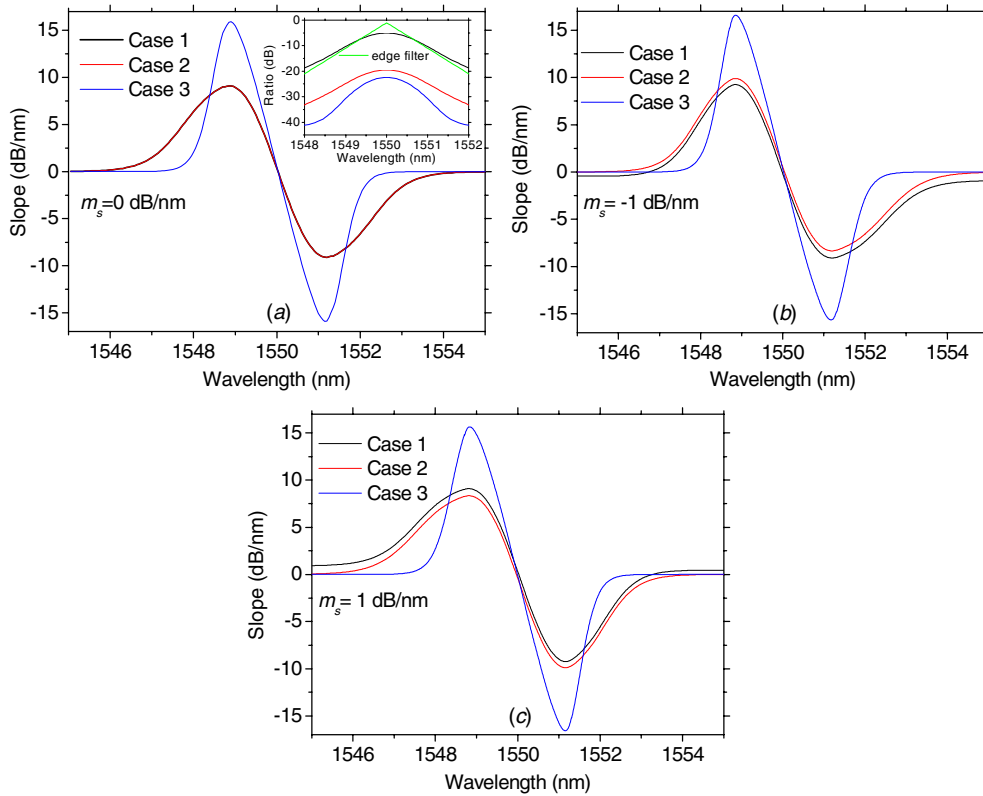 Case 1
Case 2
Case 3
15
10
5
0
-5
-10
-15
Slope (dB/nm)
m_s=0 dB/nm
(a)
1546 1548 1550 1552 1554
Wavelength (nm)
0
-10
-20
-30
-40
Ratio (dB)
edge filter
1548 1549 1550 1551 1552
Wavelength (nm)
Case 1
Case 2
Case 3
15
10
5
0
-5
-10
-15
Slope (dB/nm)
m_s= -1 dB/nm
(b)
1546 1548 1550 1552 1554
Wavelength (nm)
Case 1
Case 2
Case 3
15
10
5
0
-5
-10
-15
Slope (dB/nm)
m_s= 1 dB/nm
(c)
1546 1548 1550 1552 1554
Wavelength (nm)